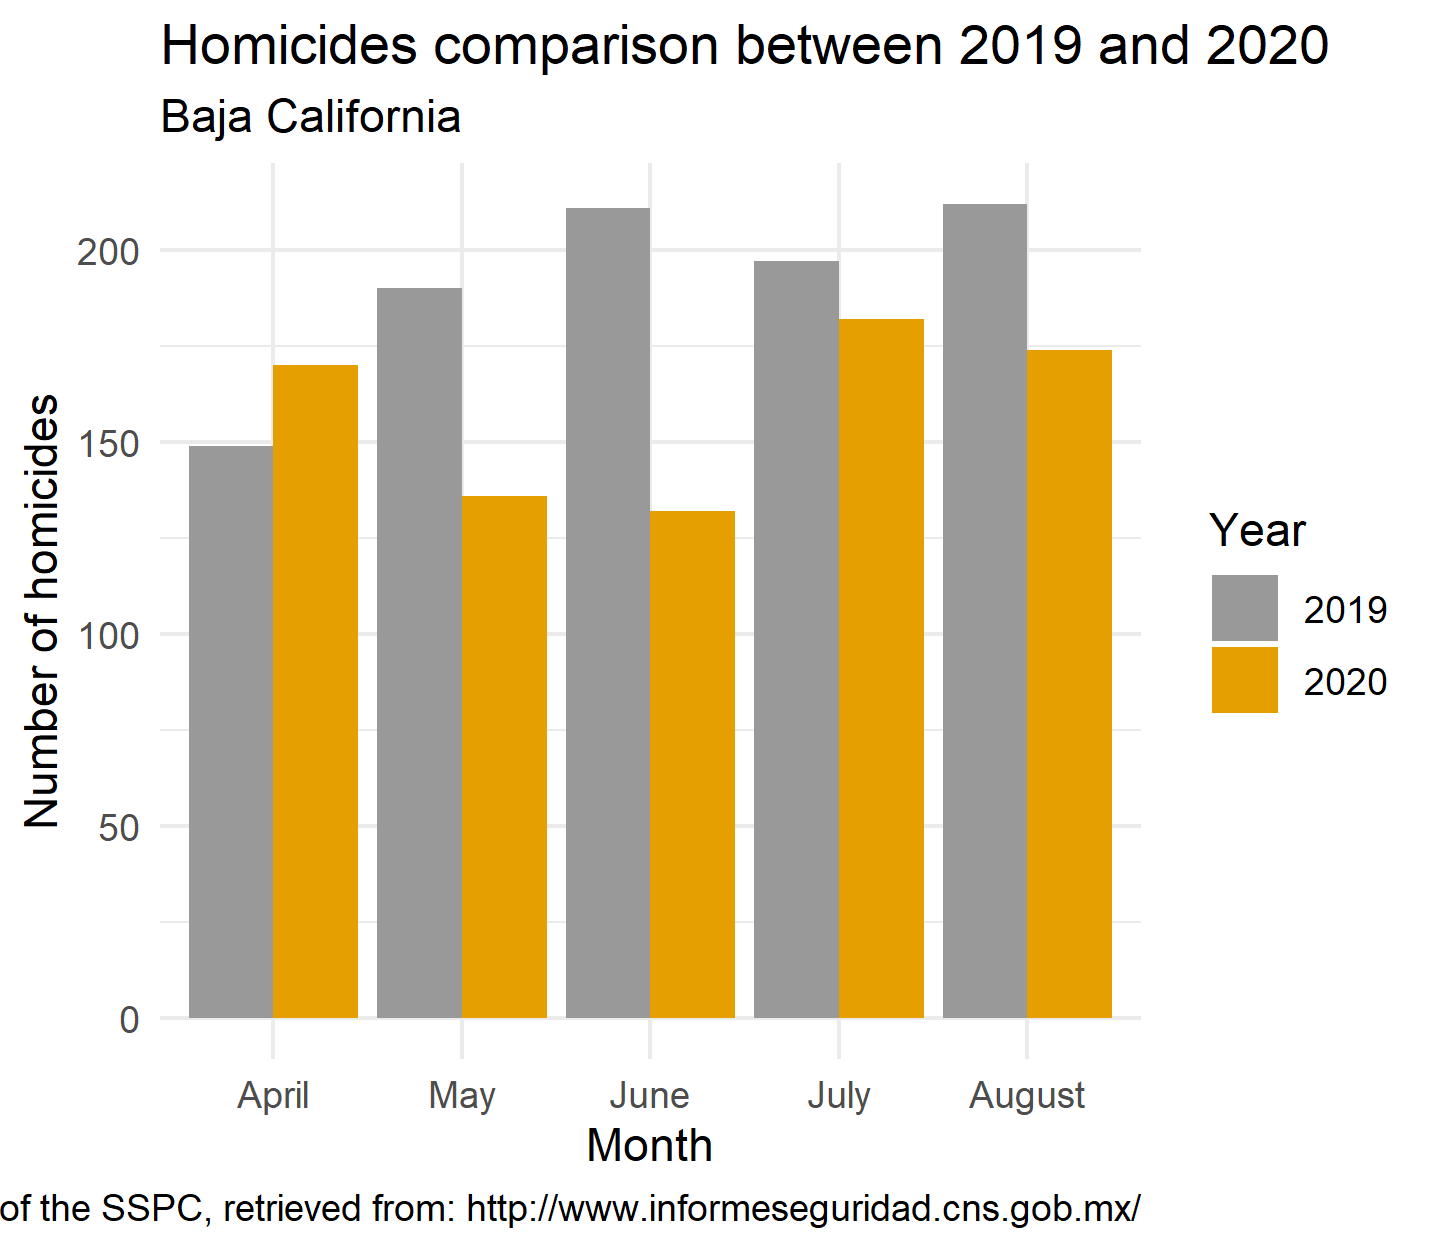 Homicides comparison between 2019 and 2020
Baja California
Number of homicides
200
150
100
50
0
April May June July August
Month
Year
2019
2020
of the SSPC, retrieved from: http://www.informeseguridad.cns.gob.mx/